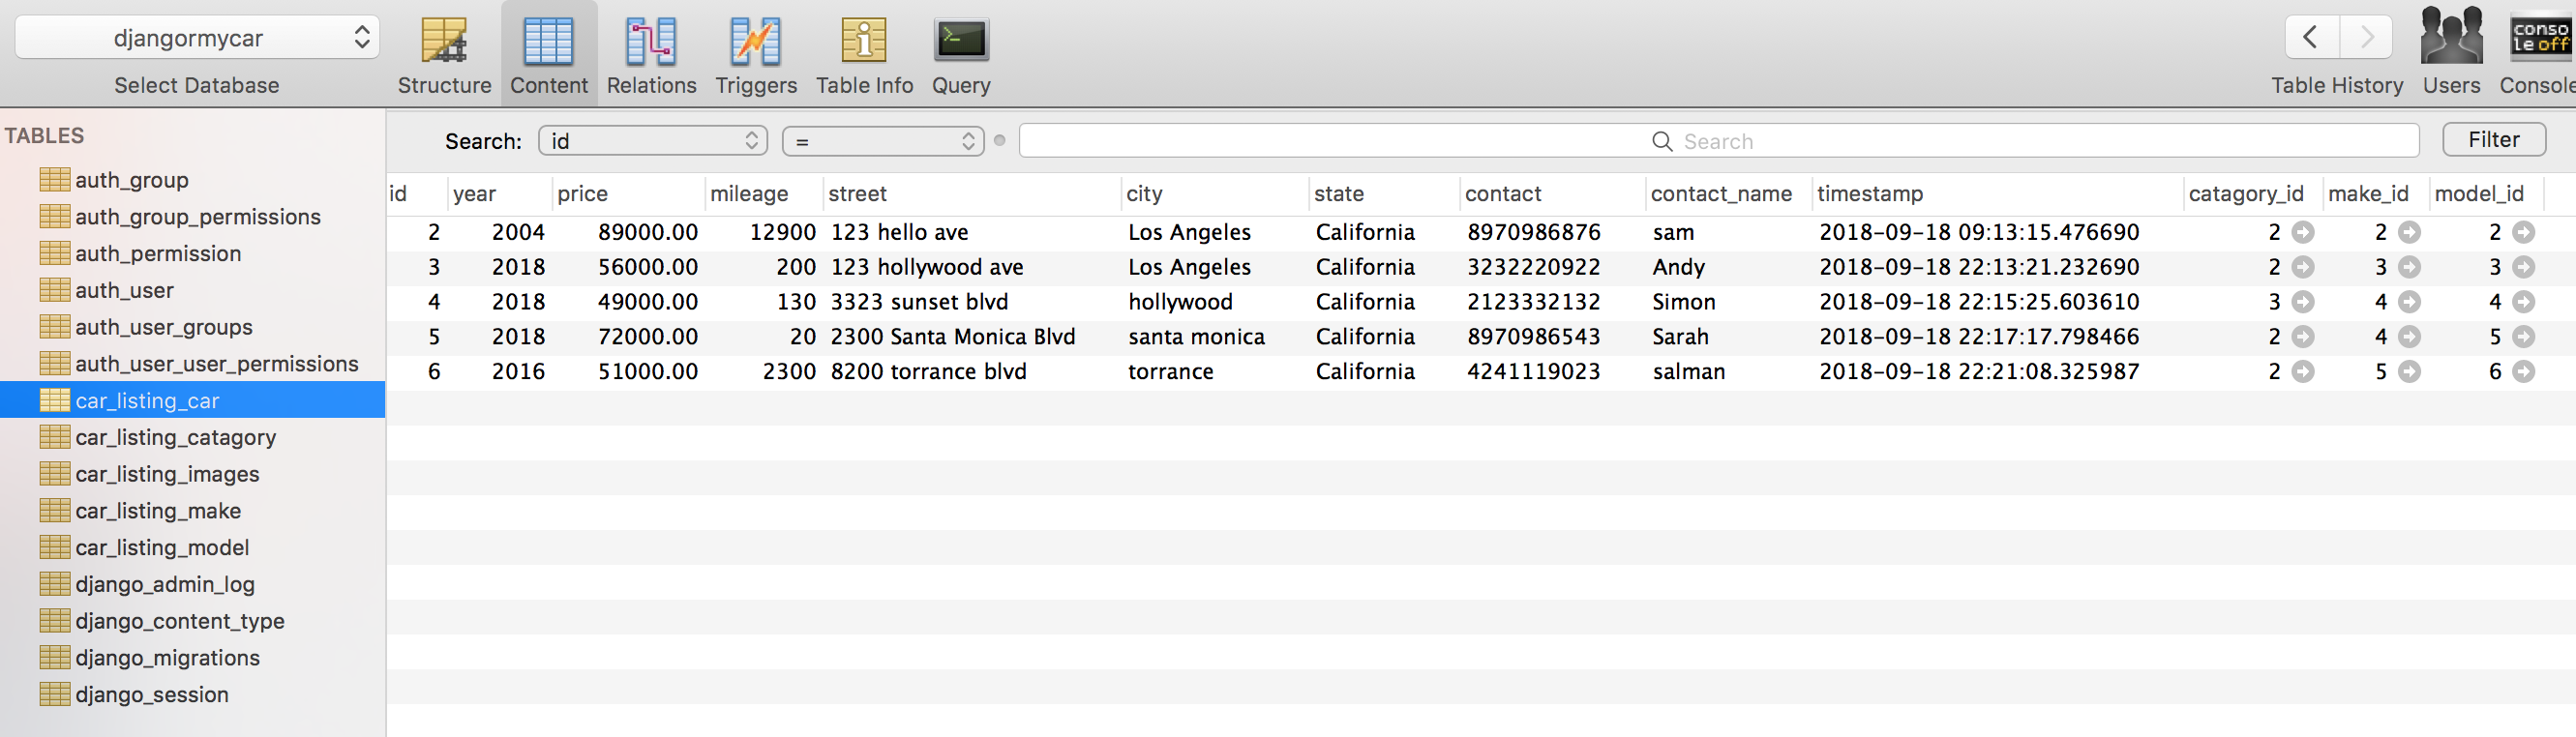 djangormycar
Select Database
Structure Content Relations Triggers Table Info Query
Table History Users Console
conso
le off
TABLES
auth_group
auth_group_permissions
auth_permission
auth_user
auth_user_groups
auth_user_user_permissions
car_listing_car
car_listing_catagory
car_listing_images
car_listing_make
car_listing_model
django_admin_log
django_content_type
django_migrations
django_session
Search: id = Search Filter
id year price mileage street city state contact contact_name timestamp catagory_id make_id model_id
2 2004 89000.00 12900 123 hello ave Los Angeles California 8970986876 sam 2018-09-18 09:13:15.476690 2 2 2
3 2018 56000.00 200 123 hollywood ave Los Angeles California 3232220922 Andy 2018-09-18 22:13:21.232690 2 3 3
4 2018 49000.00 130 3323 sunset blvd hollywood California 2123332132 Simon 2018-09-18 22:15:25.603610 3 4 4
5 2018 72000.00 20 2300 Santa Monica Blvd santa monica California 8970986543 Sarah 2018-09-18 22:17:17.798466 2 4 5
6 2016 51000.00 2300 8200 torrance blvd torrance California 4241119023 salman 2018-09-18 22:21:08.325987 2 5 6